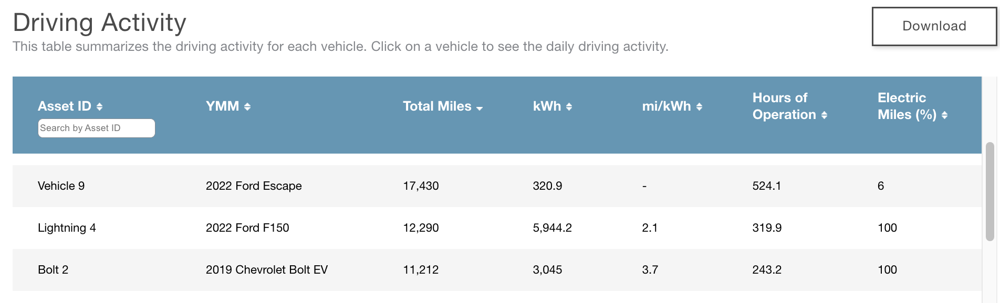 Driving Activity
Download
This table summarizes the driving activity for each vehicle. Click on a vehicle to see the daily driving activity.
Asset ID YMM Total Miles kWh mi/kWh Hours of Operation Electric Miles (%)
Search by Asset ID
Vehicle 9 2022 Ford Escape 17,430 320.9 - 524.1 6
Lightning 4 2022 Ford F150 12,290 5,944.2 2.1 319.9 100
Bolt 2 2019 Chevrolet Bolt EV 11,212 3,045 3.7 243.2 100